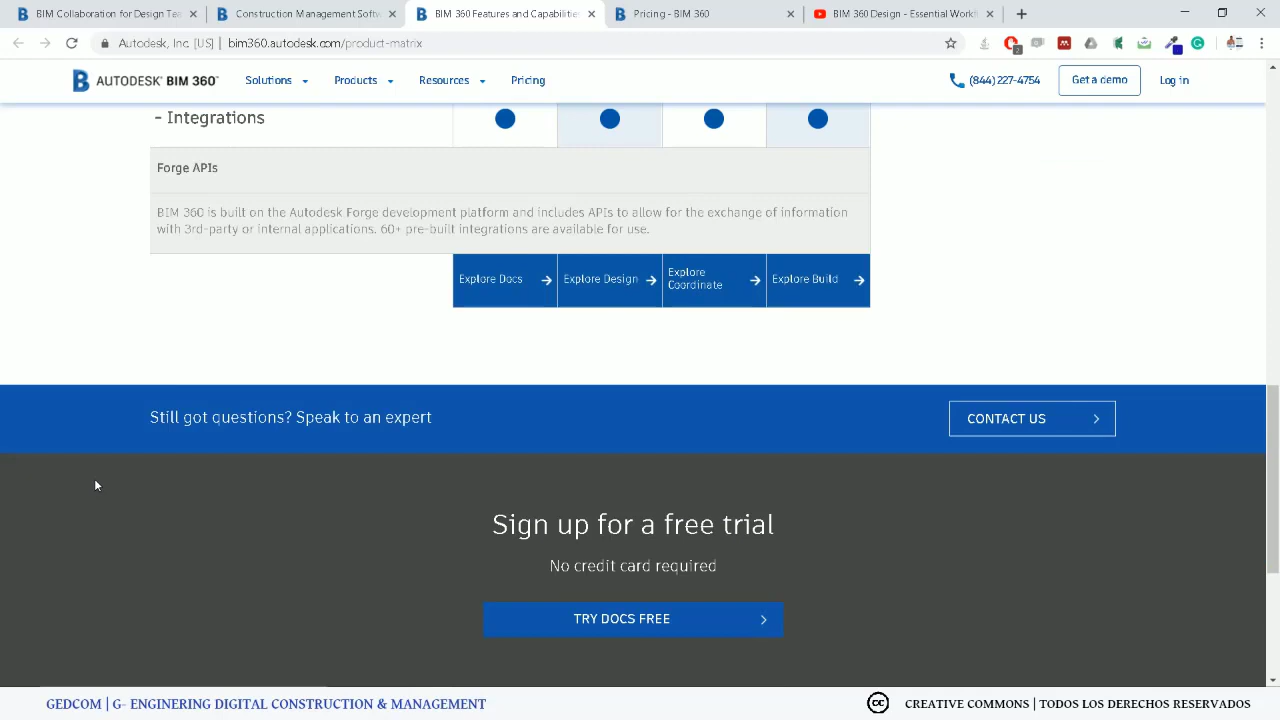 BIM Collaboration for Design Te
Construction Management Softw
BIM 360 Features and Capabilitie
Pricing - BIM 360
BIM 360 Design - Essential Workf
Autodesk, Inc. [US] | bim360.autodesk.com/product-matrix
2
AUTODESK® BIM 360™
Solutions
Products
Resources
Pricing
(844) 227-4754
Get a demo
Log in
- Integrations
Forge APIs
BIM 360 is built on the Autodesk Forge development platform and includes APIs to allow for the exchange of information
with 3rd-party or internal applications. 60+ pre-built integrations are available for use.
Explore Docs
Explore Design
Explore
Coordinate
Explore Build
Still got questions? Speak to an expert
CONTACT US
Sign up for a free trial
No credit card required
TRY DOCS FREE
GEDCOM | G- ENGINERING DIGITAL CONSTRUCTION & MANAGEMENT
cc CREATIVE COMMONS | TODOS LOS DERECHOS RESERVADOS